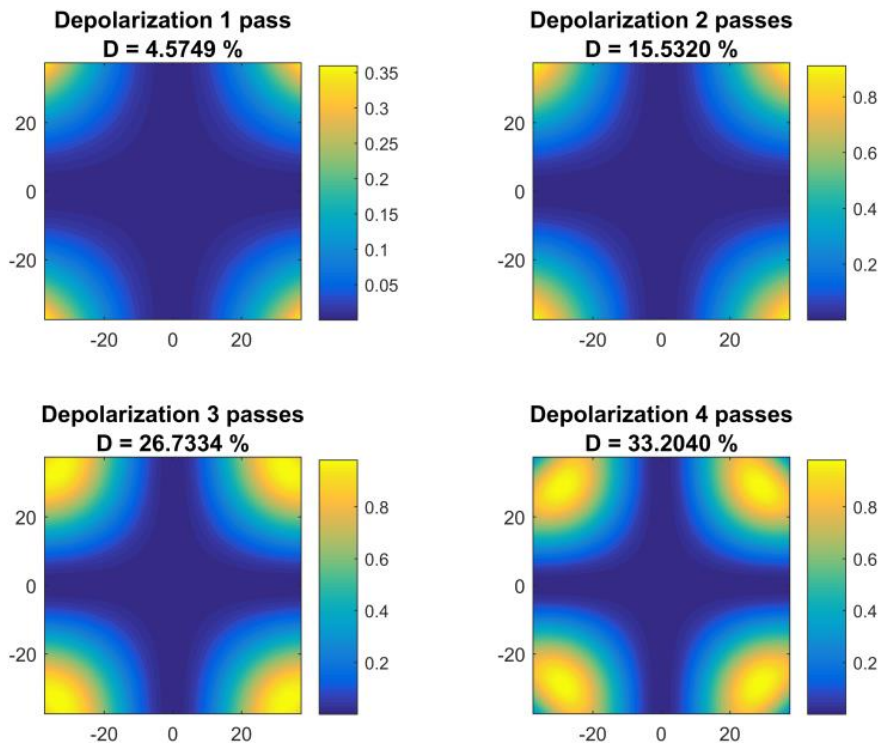 Depolarization 1 pass
D = 4.5749 %
20
0
-20
-20 0 20
0.35
0.3
0.25
0.2
0.15
0.1
0.05
Depolarization 2 passes
D = 15.5320 %
20
0
-20
-20 0 20
0.8
0.6
0.4
0.2
Depolarization 3 passes
D = 26.7334 %
20
0
-20
-20 0 20
0.8
0.6
0.4
0.2
Depolarization 4 passes
D = 33.2040 %
20
0
-20
-20 0 20
0.8
0.6
0.4
0.2